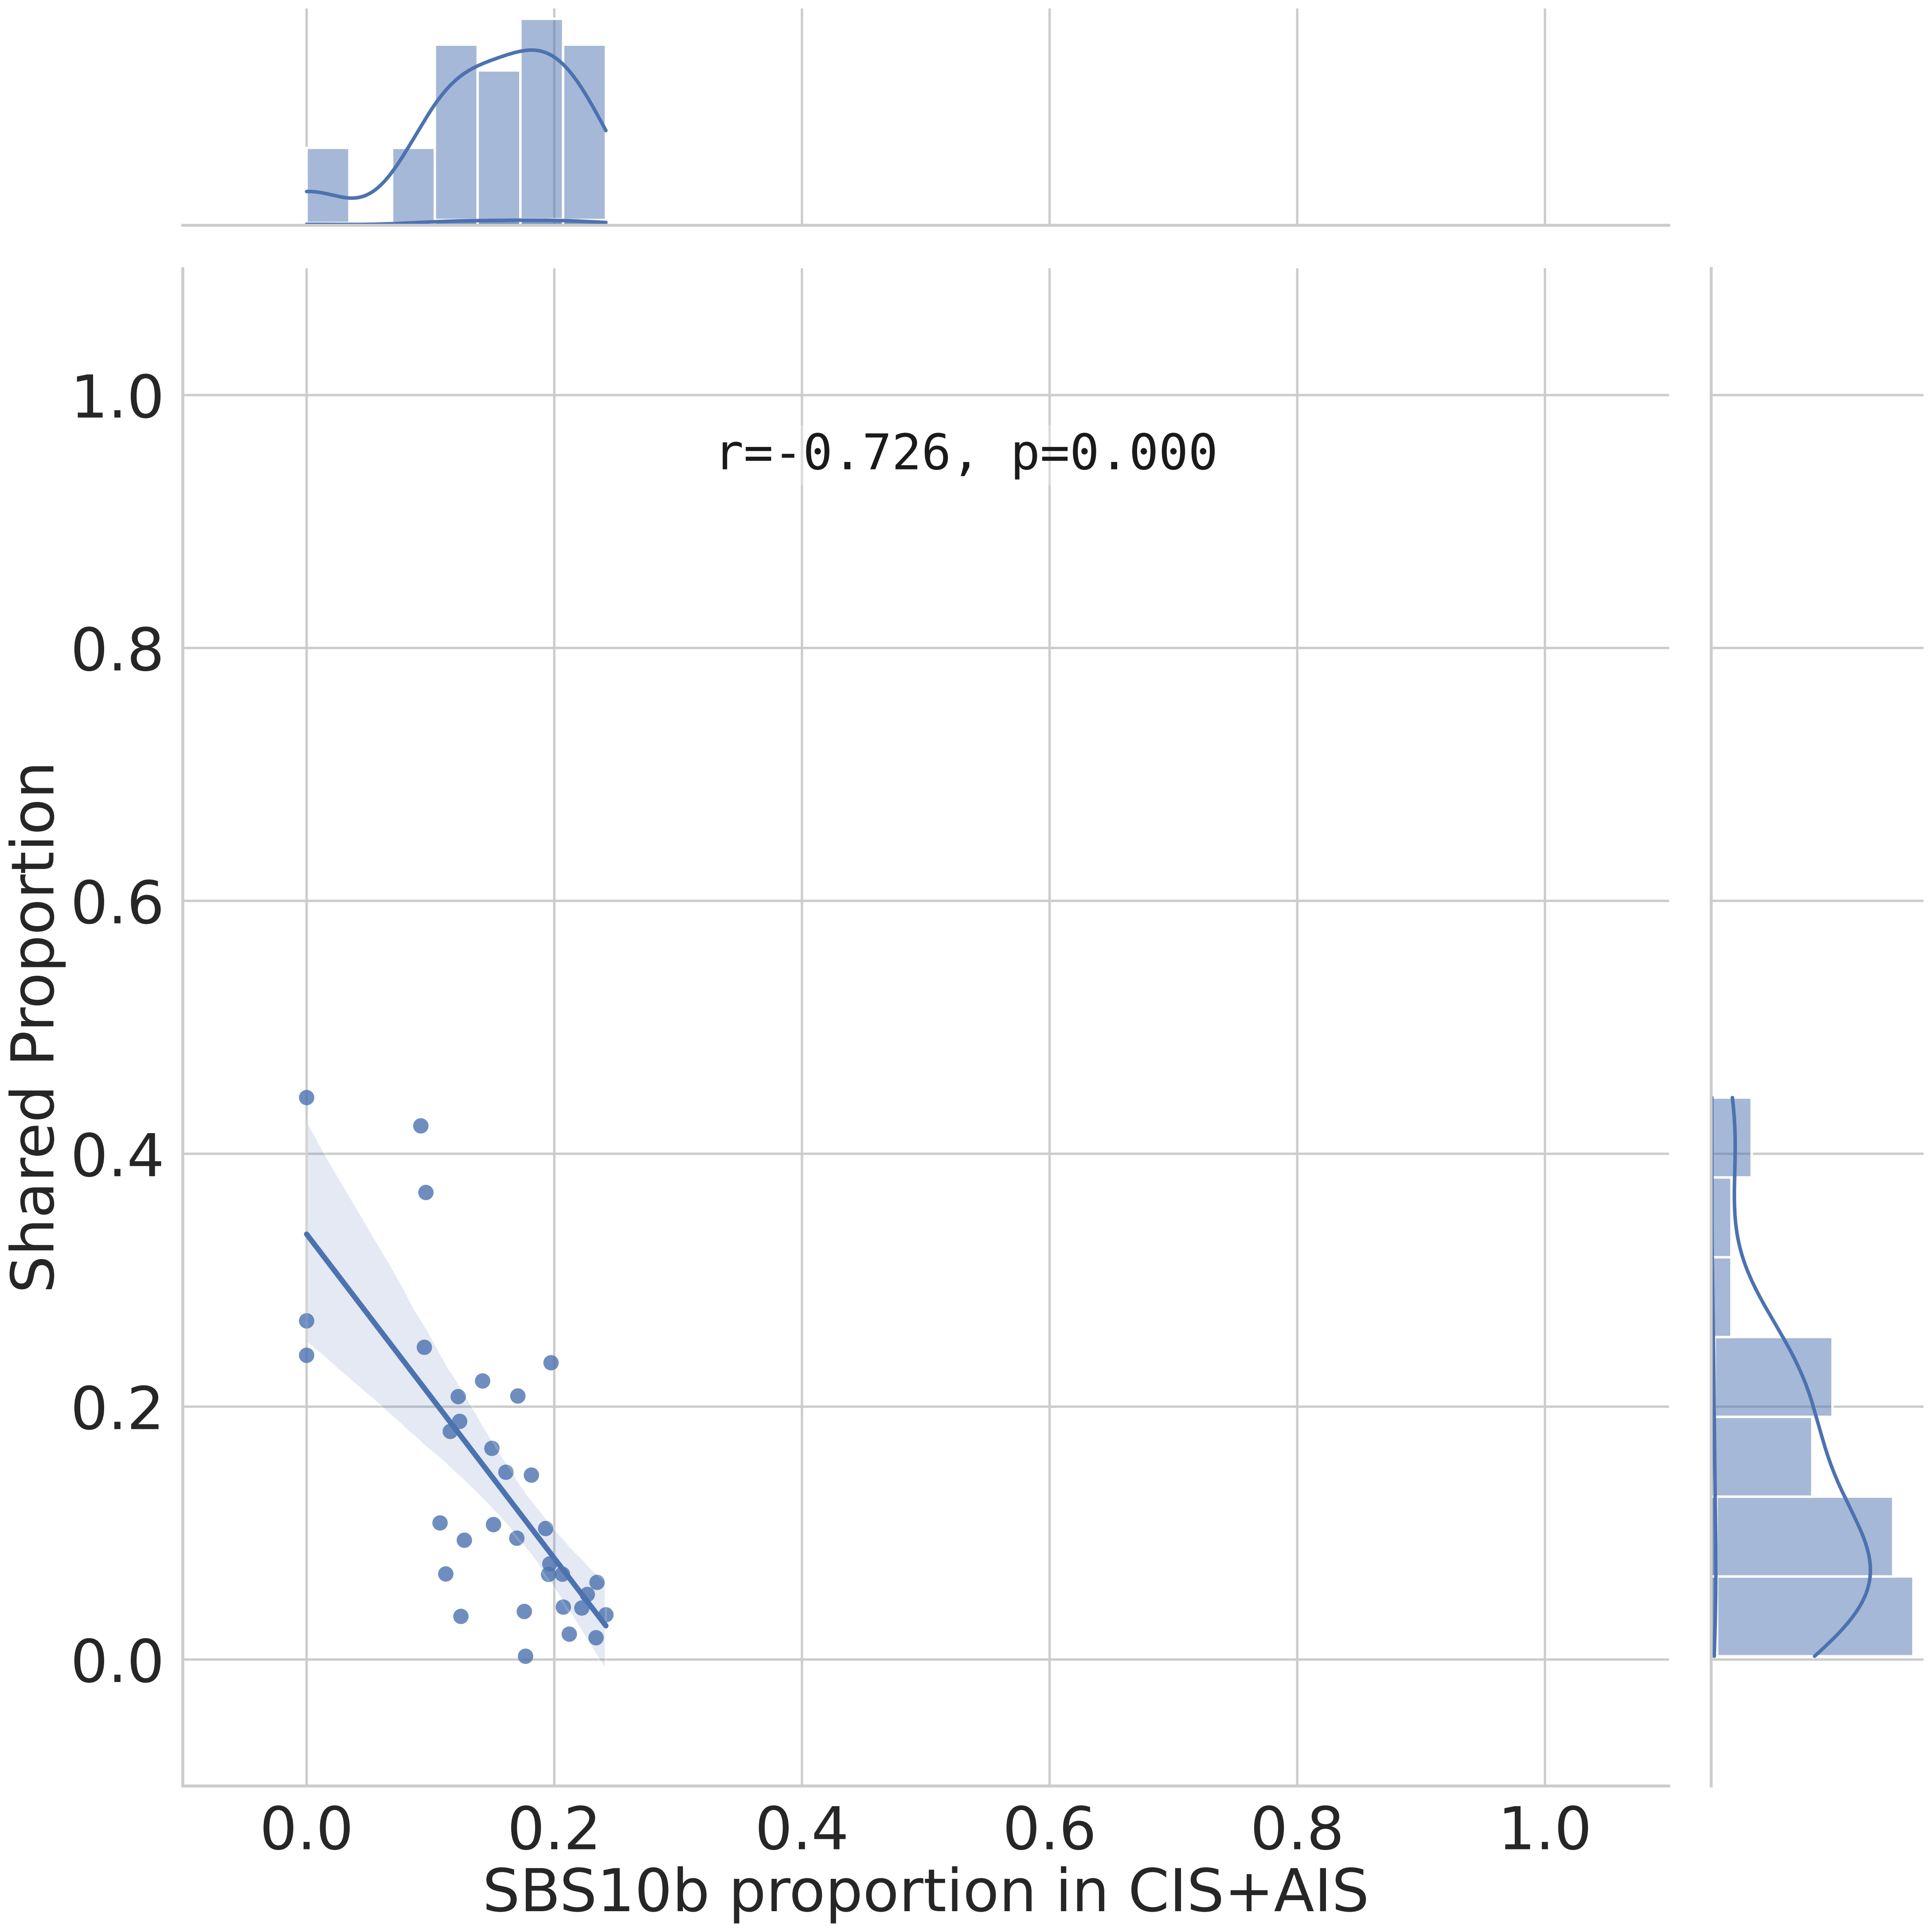 r=-0.726, p=0.000
Shared Proportion
1.0
0.8
0.6
0.4
0.2
0.0
0.0 0.2 0.4 0.6 0.8 1.0
SBS10b proportion in CIS+AIS